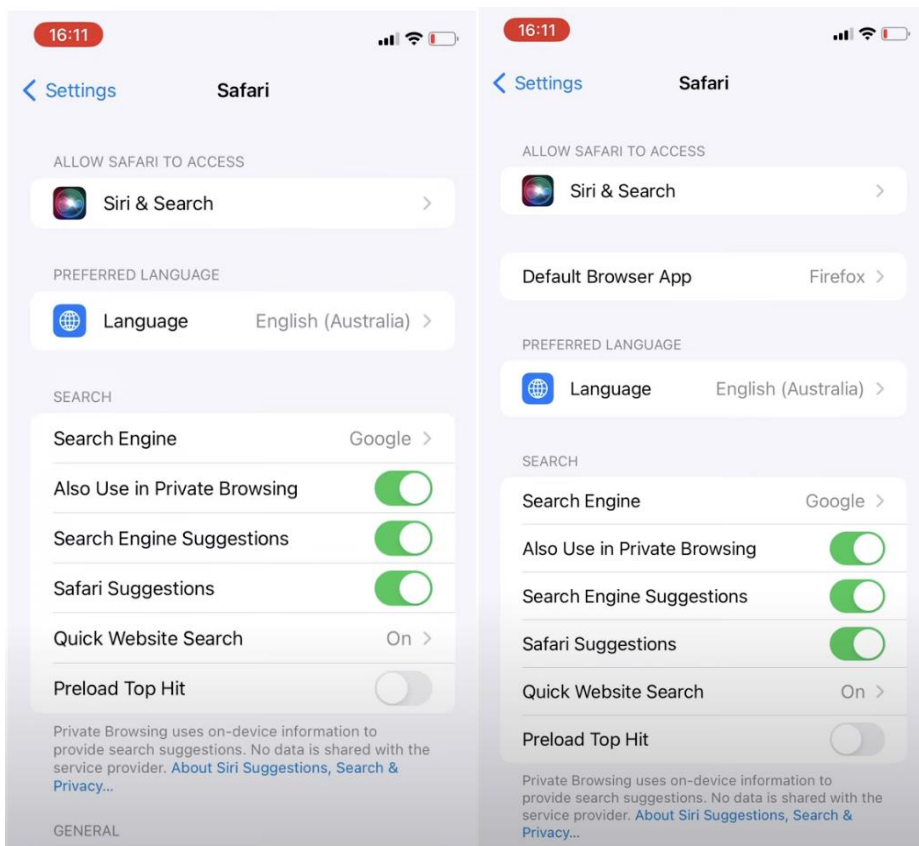 16:11
Settings
Safari
ALLOW SAFARI TO ACCESS
Siri & Search
PREFERRED LANGUAGE
Language English (Australia)
SEARCH
Search Engine Google
Also Use in Private Browsing
Search Engine Suggestions
Safari Suggestions
Quick Website Search On
Preload Top Hit
Private Browsing uses on-device information to
provide search suggestions. No data is shared with the
service provider. About Siri Suggestions, Search &
Privacy...
GENERAL
16:11
Settings
Safari
ALLOW SAFARI TO ACCESS
Siri & Search
Default Browser App Firefox
PREFERRED LANGUAGE
Language English (Australia)
SEARCH
Search Engine Google
Also Use in Private Browsing
Search Engine Suggestions
Safari Suggestions
Quick Website Search On
Preload Top Hit
Private Browsing uses on-device information to
provide search suggestions. No data is shared with the
service provider. About Siri Suggestions, Search &
Privacy...